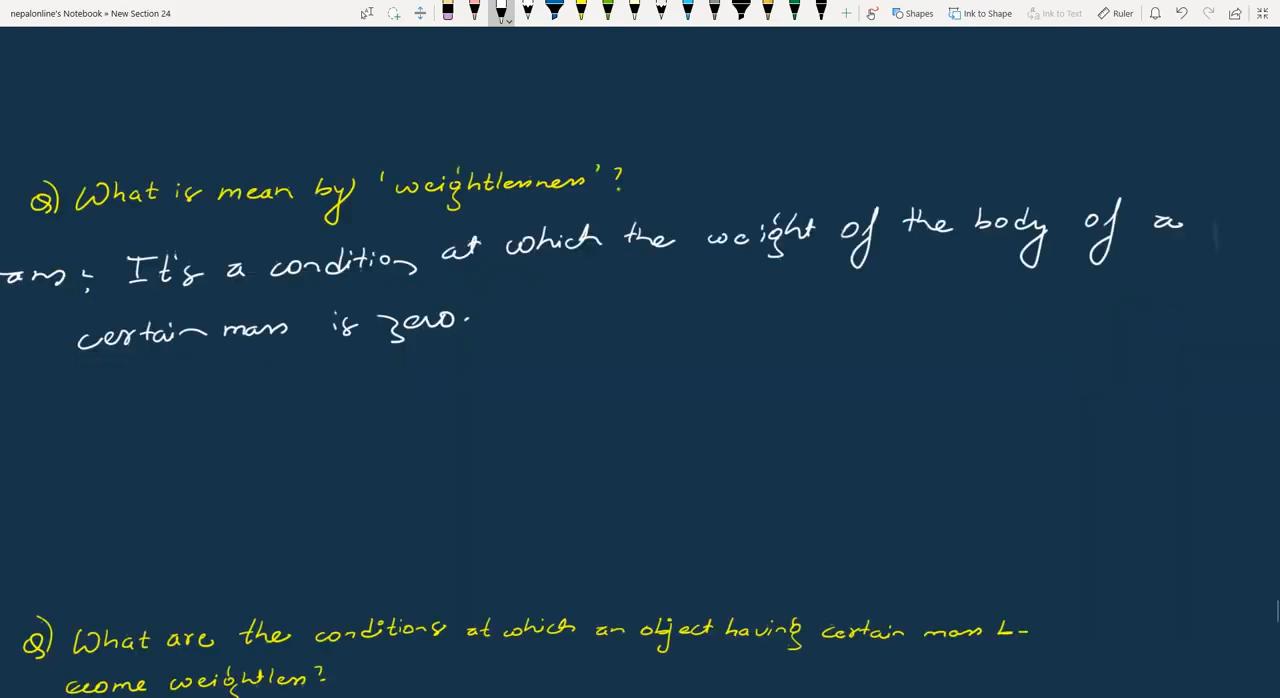 nepalonline's Notebook » New Section 24
Shapes Ink to Shape Ink to Text Ruler
Q) What is mean by 'weightlessness'?
ans: It's a condition at which the weight of the body of a
certain mass is zero.
Q) What are the conditions at which an object having certain mass b-
ecome weightless?